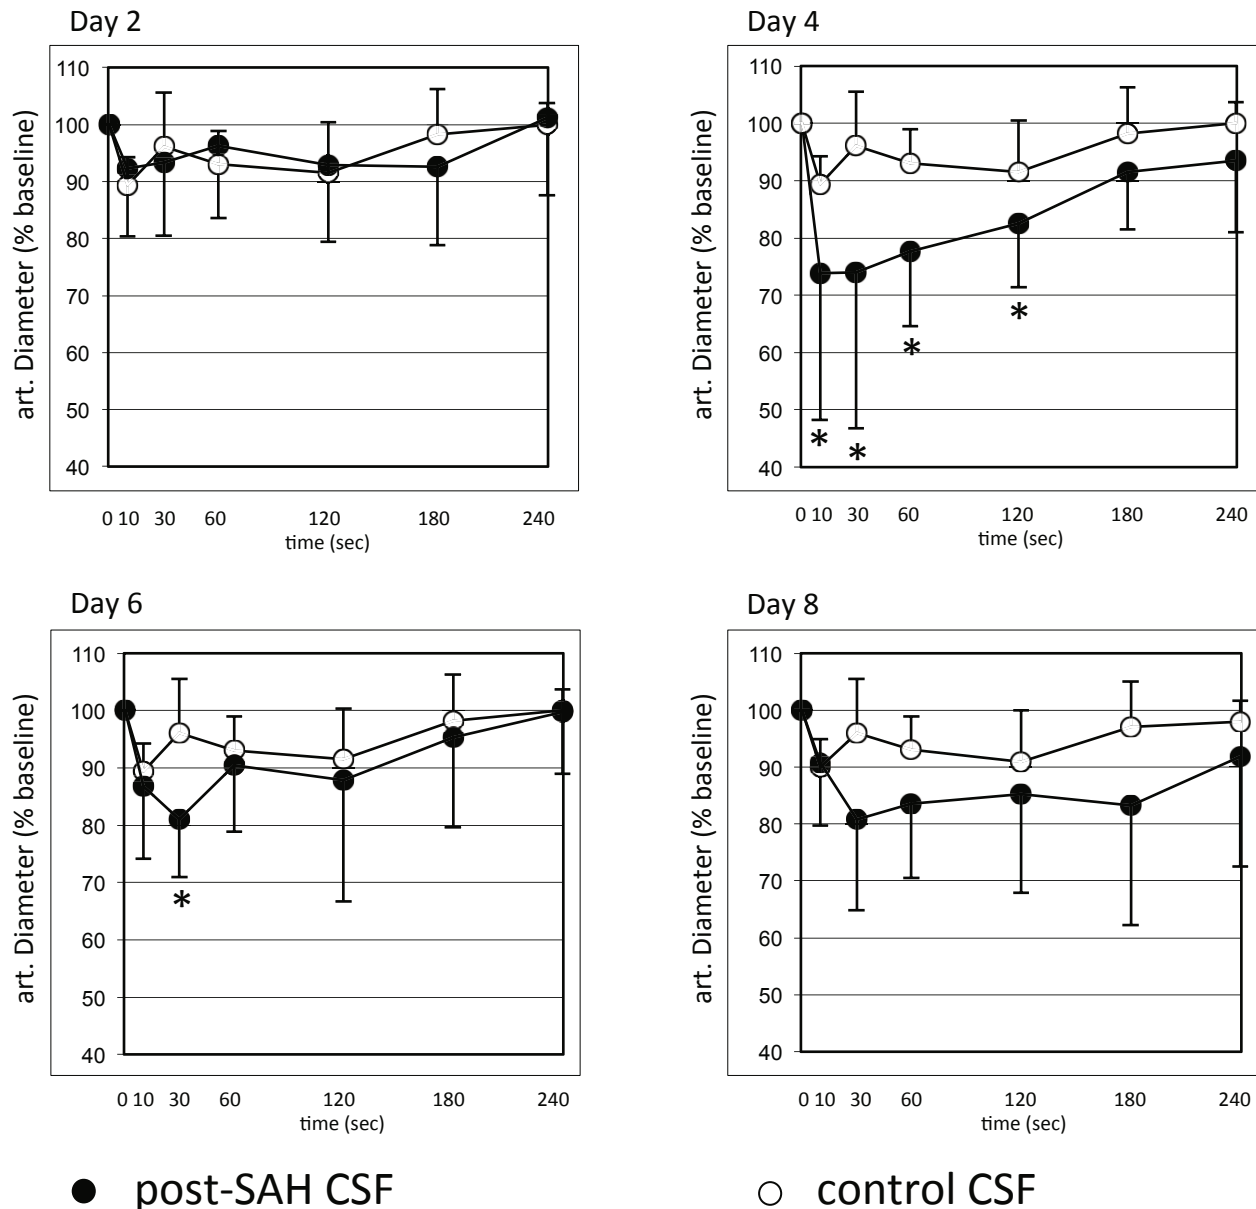 Day 2
110
100
90
80
70
60
50
40
art. Diameter (% baseline)
0 10 30 60 120 180 240
time (sec)
Day 4
110
100
90
80
70
60
50
40
art. Diameter (% baseline)
* * * *
0 10 30 60 120 180 240
time (sec)
Day 6
110
100
90
80
70
60
50
40
art. Diameter (% baseline)
*
0 10 30 60 120 180 240
time (sec)
Day 8
110
100
90
80
70
60
50
40
art. Diameter (% baseline)
0 10 30 60 120 180 240
time (sec)
post-SAH CSF
control CSF